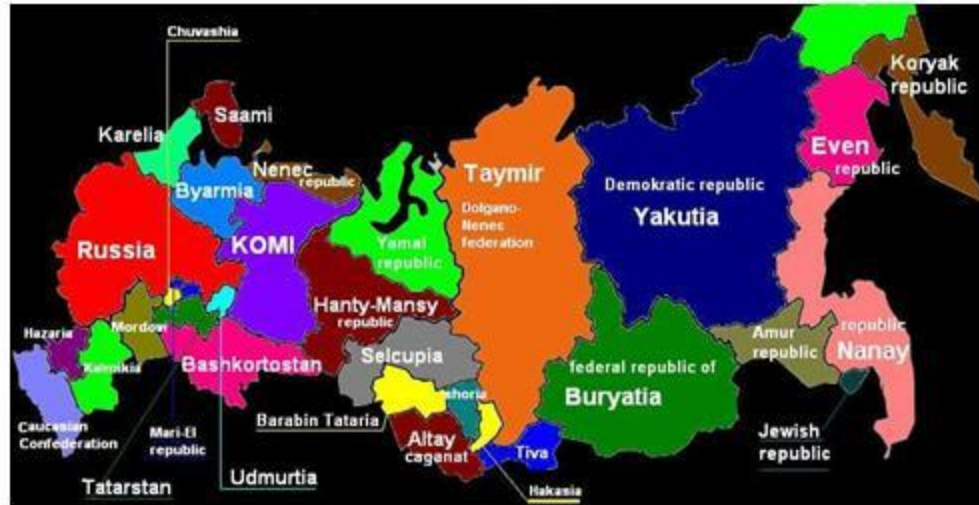 Chuvashia
Koryak
republic
Saami
Karelia
Nenec
republic
Even
republic
Taymir
Byarmia
Demokratic republic
Yakutia
Dolgano-
Nenec
federation
Russia
KOMI
Yamal
republic
Hanty-Mansy
republic
Hazaria
Mordow
Kalmikia
Amur
republic
republic
Nanay
Selcupia
Bashkortostan
federal republic of
Buryatia
shoria
Barabin Tataria
Caucasian
Confederation
Mari-El
republic
Altay
caganat
Tiva
Jewish
republic
Udmurtia
Tatarstan
Hakasia